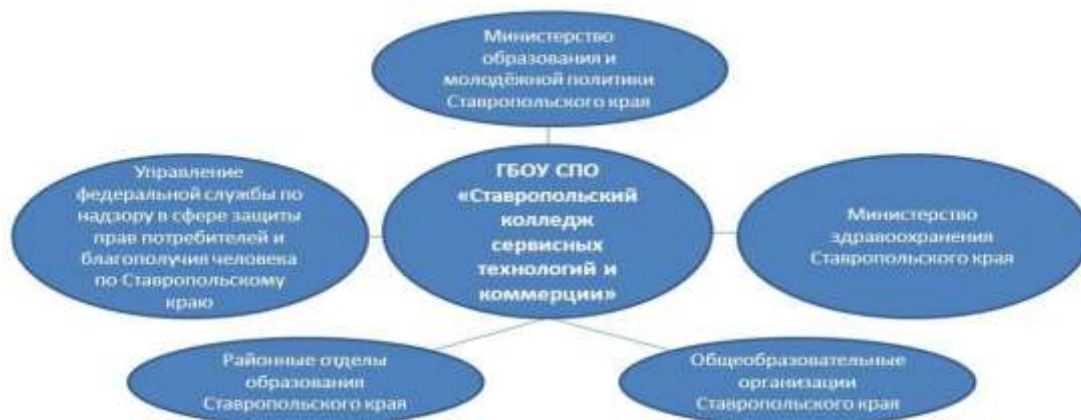 Министерство
образования и
молодёжной политики
Ставропольского края
Управление
федеральной службы по
надзору в сфере защиты
прав потребителей и
благополучия человека
по Ставропольскому
краю
ГБОУ СПО
«Ставропольский
колледж
сервисных
технологий и
коммерции»
Министерство
здравоохранения
Ставропольского края
Районные отделы
образования
Ставропольского края
Общеобразовательные
организации
Ставропольского края